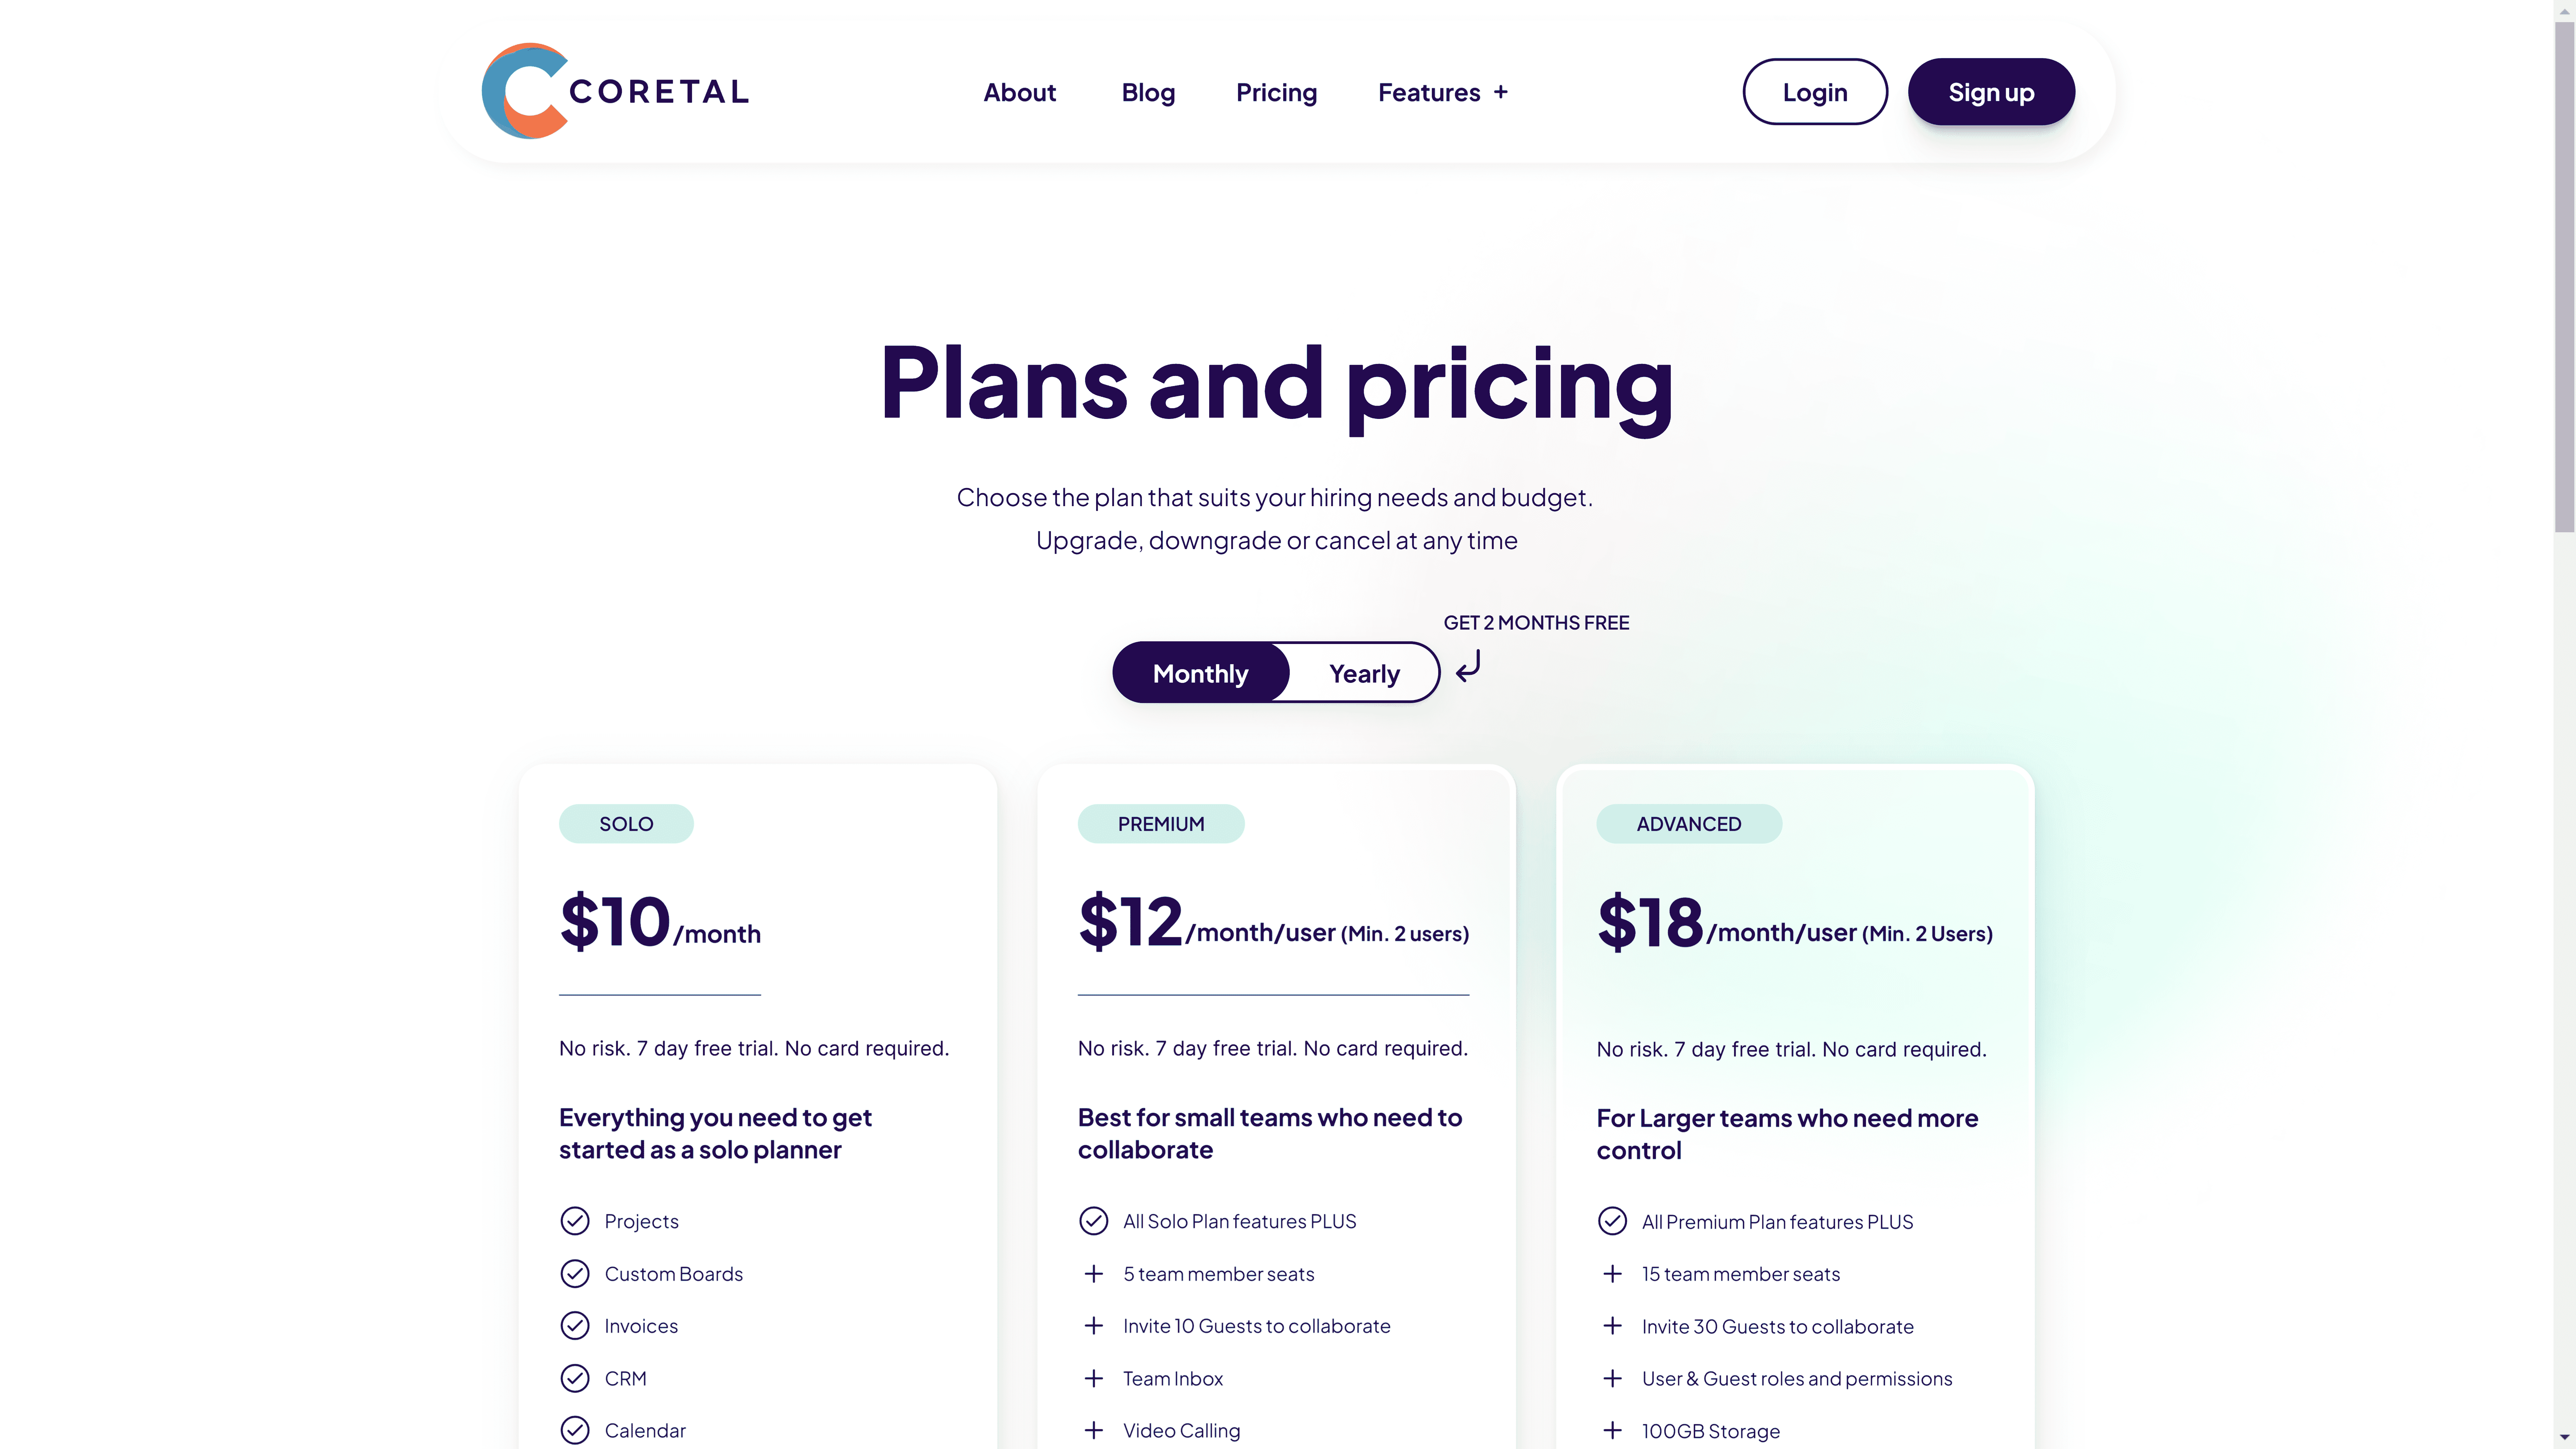 CORETAL
About Blog Pricing Features +
Login Sign up
Plans and pricing
Choose the plan that suits your hiring needs and budget.
Upgrade, downgrade or cancel at any time
GET 2 MONTHS FREE
Monthly Yearly
SOLO
$10/month
No risk. 7 day free trial. No card required.
Everything you need to get
started as a solo planner
Projects
Custom Boards
Invoices
CRM
Calendar
PREMIUM
$12/month/user (Min. 2 users)
No risk. 7 day free trial. No card required.
Best for small teams who need to
collaborate
All Solo Plan features PLUS
+ 5 team member seats
+ Invite 10 Guests to collaborate
+ Team Inbox
+ Video Calling
ADVANCED
$18/month/user (Min. 2 Users)
No risk. 7 day free trial. No card required.
For Larger teams who need more
control
All Premium Plan features PLUS
+ 15 team member seats
+ Invite 30 Guests to collaborate
+ User & Guest roles and permissions
+ 100GB Storage